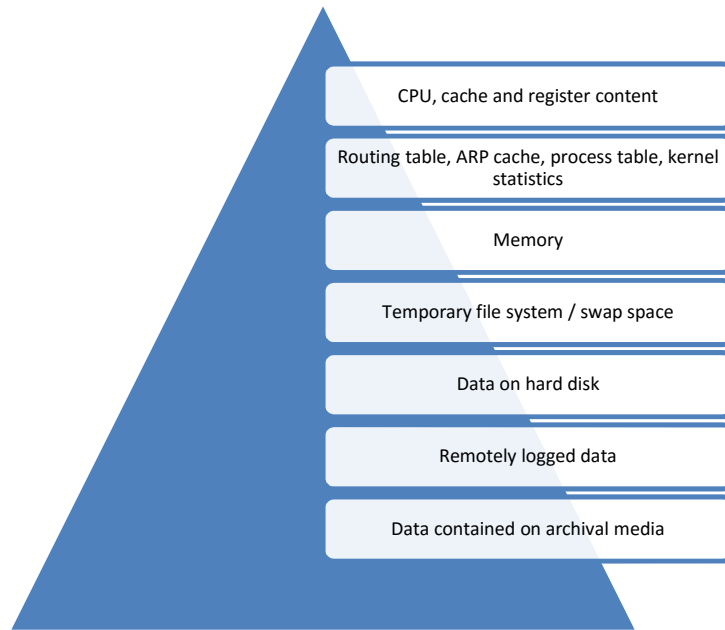 CPU, cache and register content
Routing table, ARP cache, process table, kernel
statistics
Memory
Temporary file system / swap space
Data on hard disk
Remotely logged data
Data contained on archival media